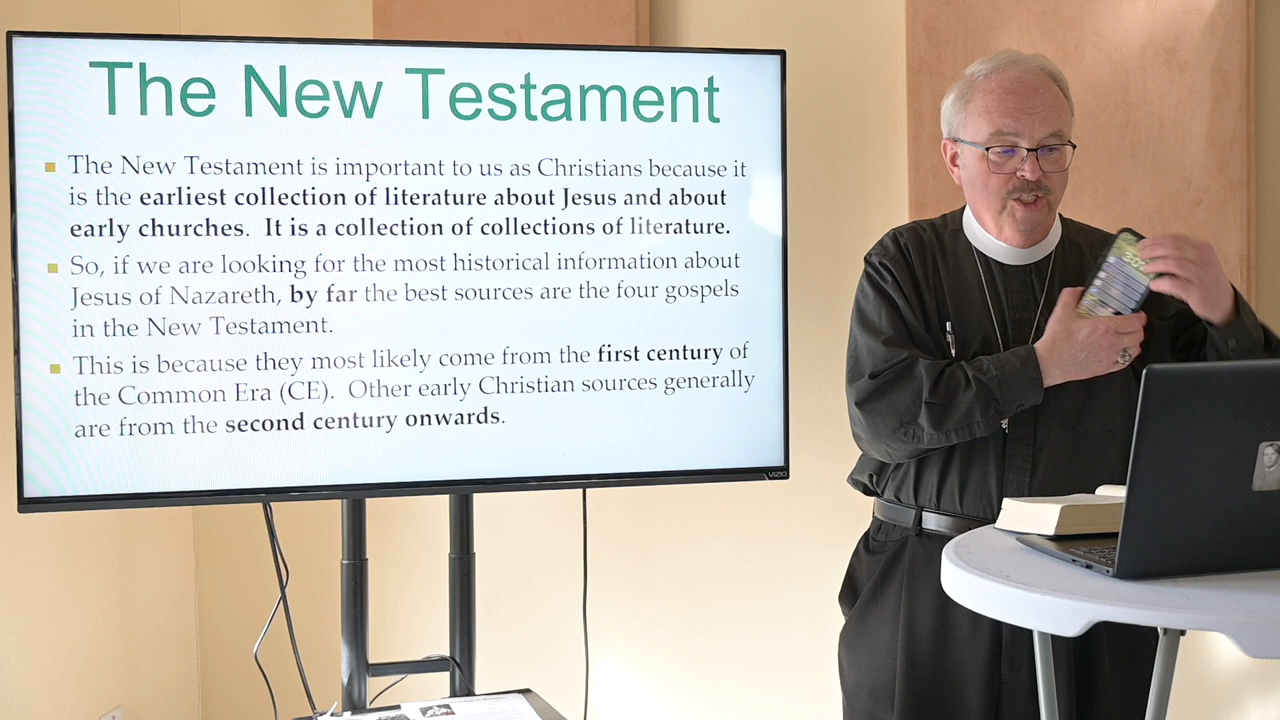 The New Testament
The New Testament is important to us as Christians because it
is the earliest collection of literature about Jesus and about
early churches. It is a collection of collections of literature.
So, if we are looking for the most historical information about
Jesus of Nazareth, by far the best sources are the four gospels
in the New Testament.
This is because they most likely come from the first century of
the Common Era (CE). Other early Christian sources generally
are from the second century onwards.
VIZIO